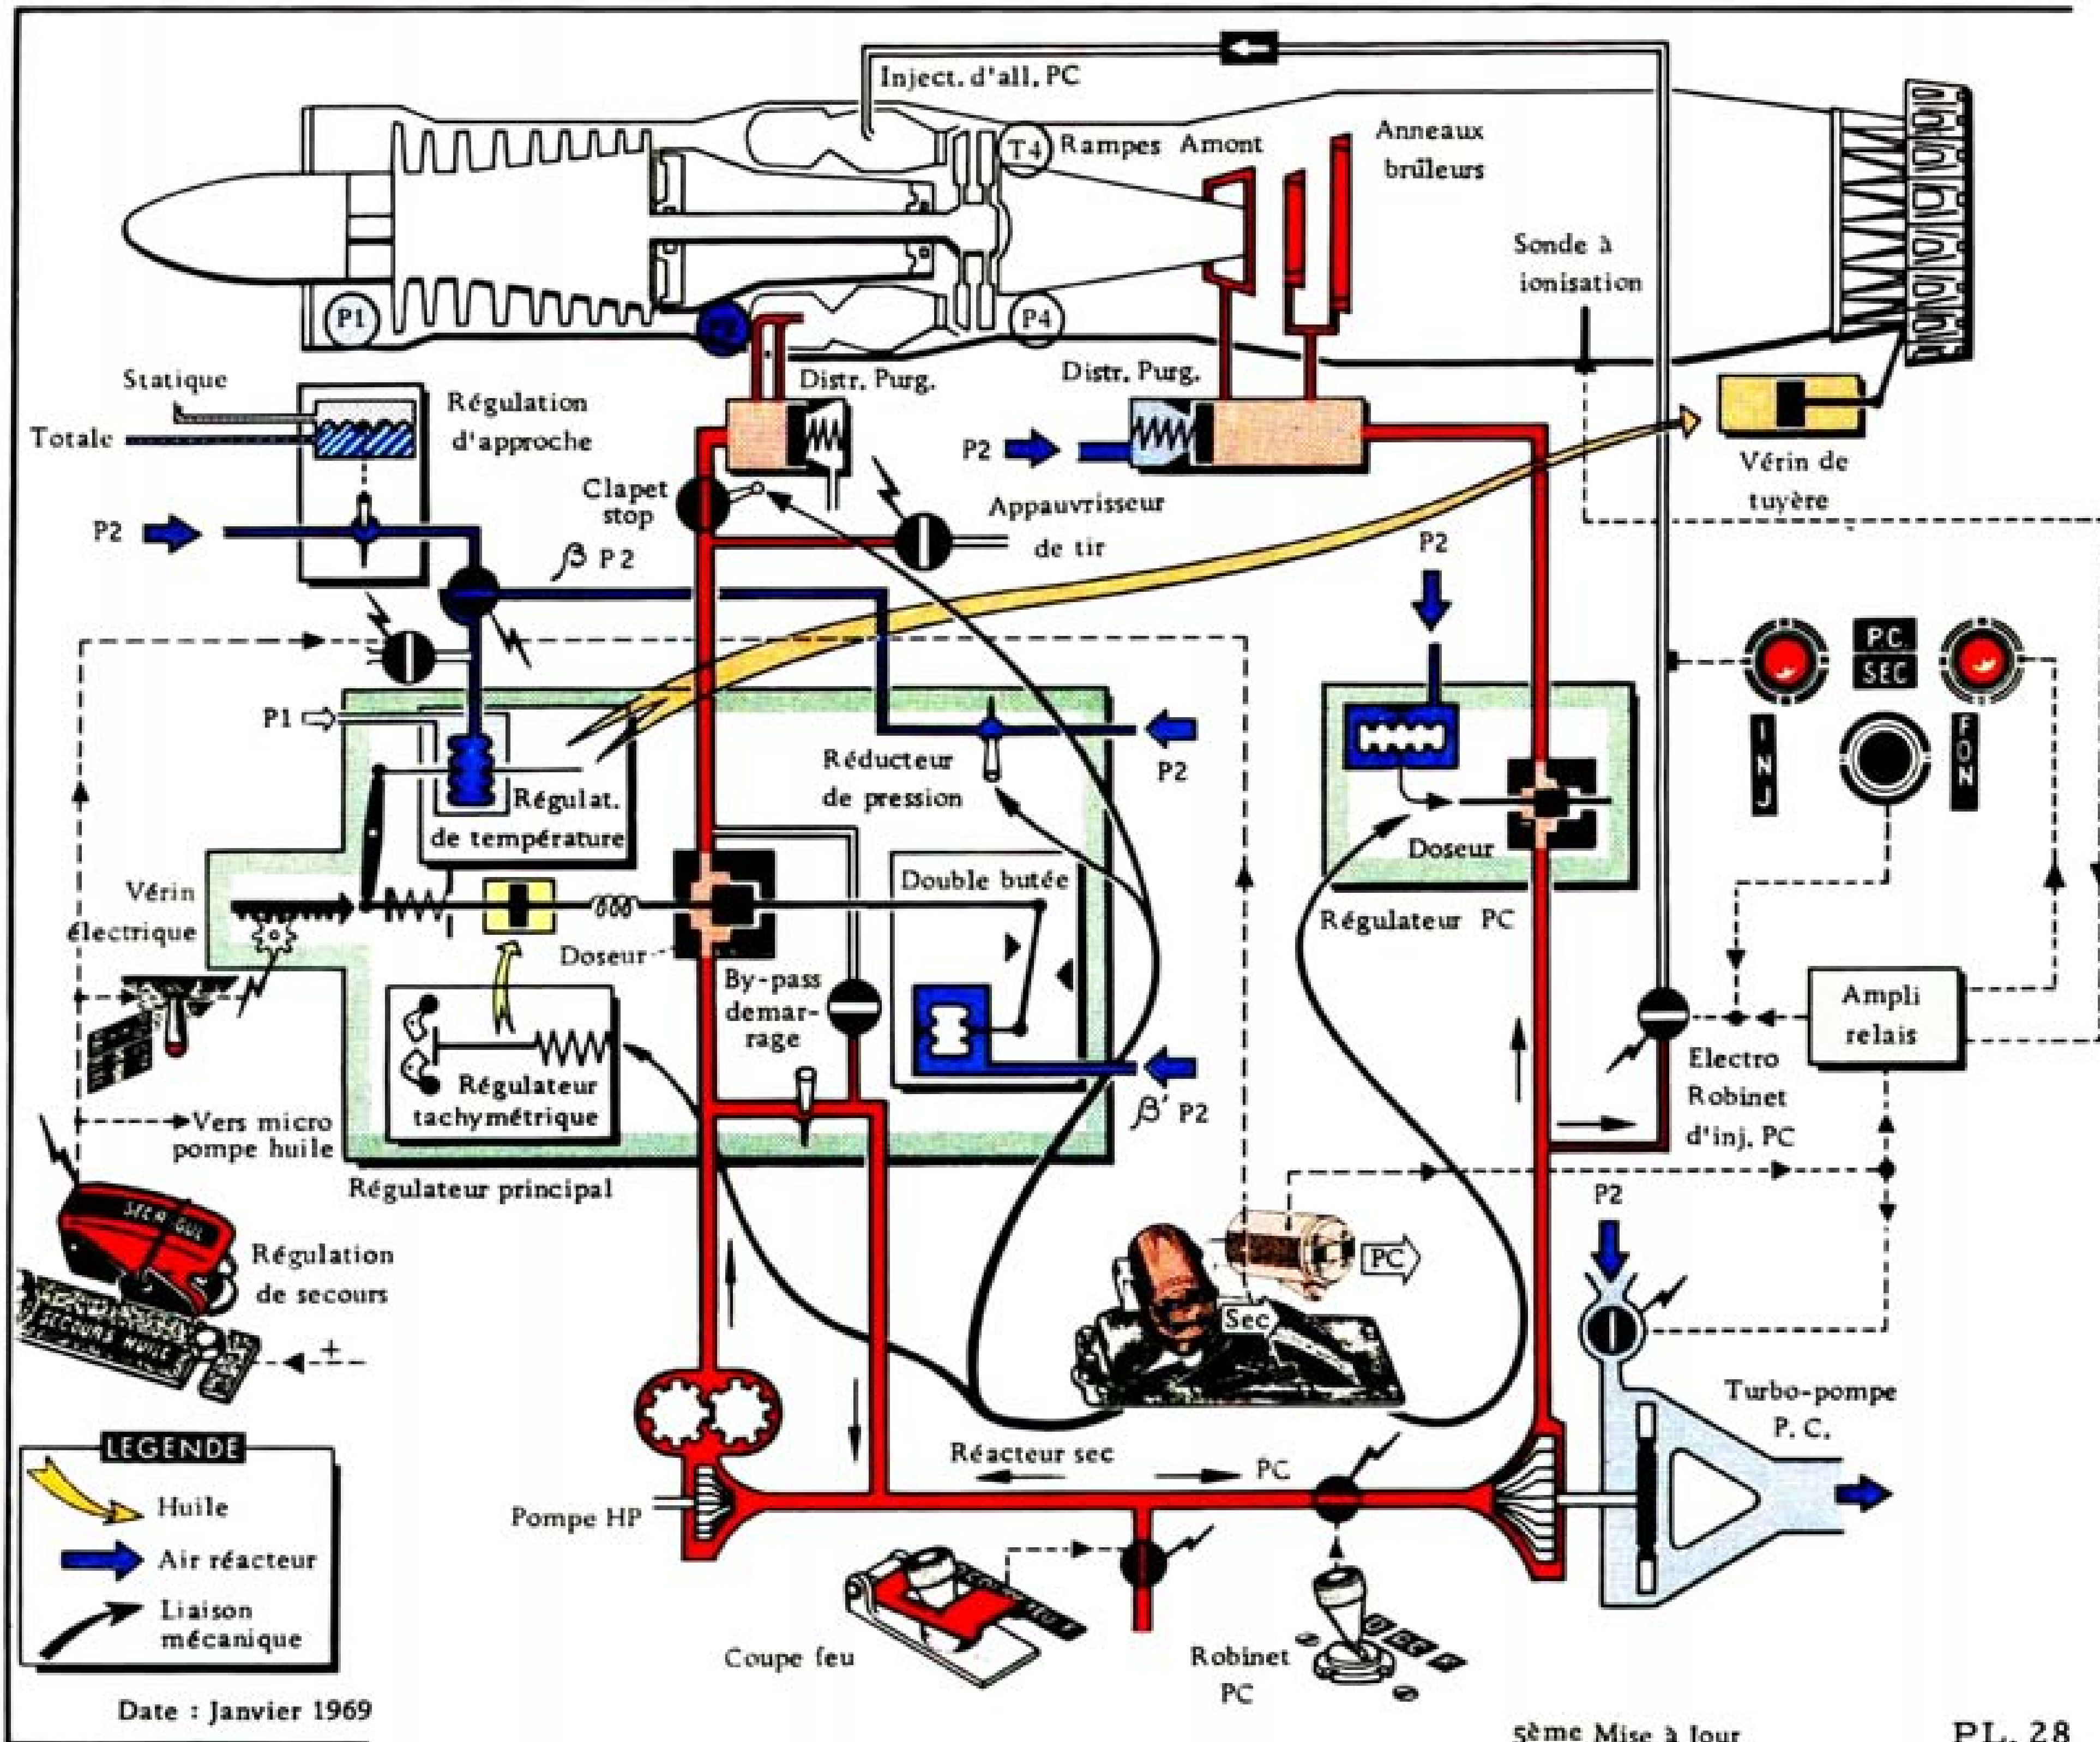 Inject. d'all. PC
T4
Rampes Amont
Anneaux
brûleurs
Sonde à
ionisation
P1
P2
P4
Statique
Totale
Régulation
d'approche
Distr. Purg.
Distr. Purg.
P2
Vérin de
tuyère
Clapet
stop
Appauvrisseur
de tir
P2
β P2
P2
P.C.
SEC
INJ
FON
P1
P2
Réducteur
de pression
Régulat.
de température
Doseur
Régulateur PC
Vérin
électrique
Double butée
Doseur
By-pass
demar-
rage
Ampli
relais
Electro
Robinet
d'inj. PC
Régulateur
tachymétrique
β' P2
Vers micro
pompe huile
Régulateur principal
P2
Régulation
de secours
SECOURS HUILE
+
PC
Sec
Turbo-pompe
P. C.
LEGENDE
Huile
Air réacteur
Liaison
mécanique
Réacteur sec
PC
Pompe HP
Coupe feu
Robinet
PC
Date : Janvier 1969
5ème Mise à Jour
PL. 28